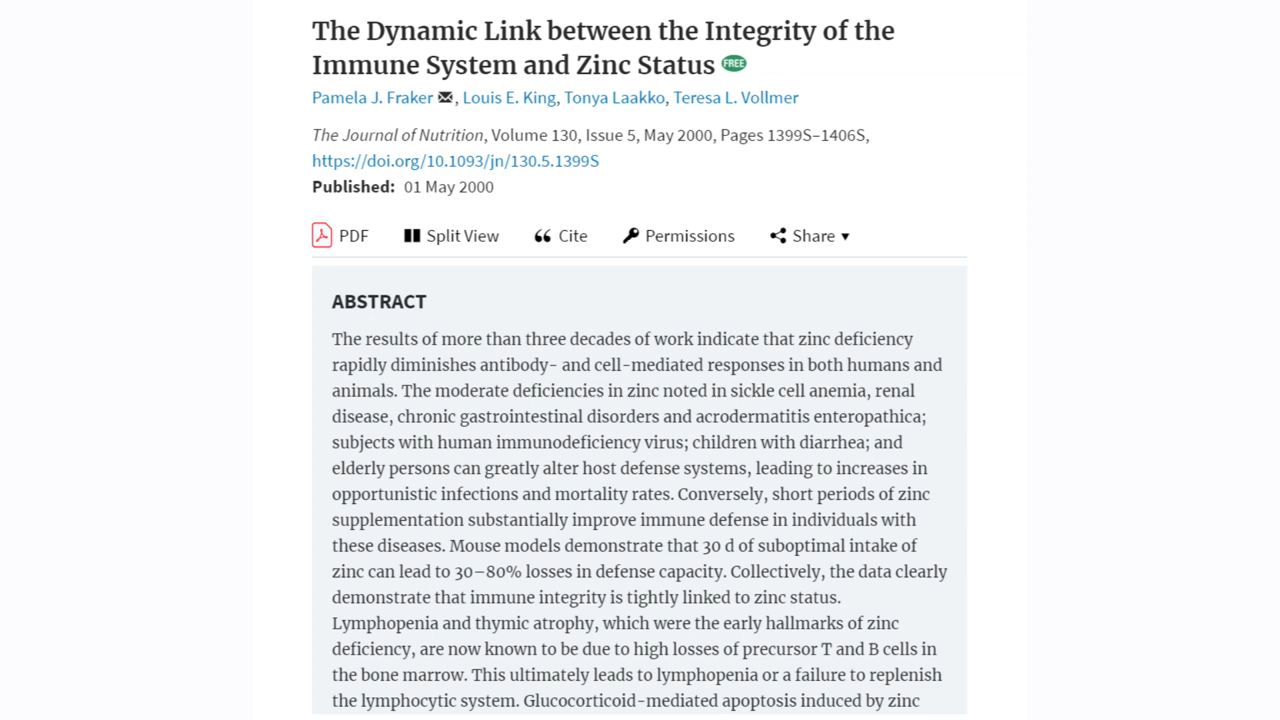 The Dynamic Link between the Integrity of the
Immune System and Zinc Status FREE
Pamela J. Fraker, Louis E. King, Tonya Laakko, Teresa L. Vollmer
The Journal of Nutrition, Volume 130, Issue 5, May 2000, Pages 1399S–1406S,
https://doi.org/10.1093/jn/130.5.1399S
Published: 01 May 2000
PDF Split View Cite Permissions Share
ABSTRACT
The results of more than three decades of work indicate that zinc deficiency
rapidly diminishes antibody- and cell-mediated responses in both humans and
animals. The moderate deficiencies in zinc noted in sickle cell anemia, renal
disease, chronic gastrointestinal disorders and acrodermatitis enteropathica;
subjects with human immunodeficiency virus; children with diarrhea; and
elderly persons can greatly alter host defense systems, leading to increases in
opportunistic infections and mortality rates. Conversely, short periods of zinc
supplementation substantially improve immune defense in individuals with
these diseases. Mouse models demonstrate that 30 d of suboptimal intake of
zinc can lead to 30–80% losses in defense capacity. Collectively, the data clearly
demonstrate that immune integrity is tightly linked to zinc status.
Lymphopenia and thymic atrophy, which were the early hallmarks of zinc
deficiency, are now known to be due to high losses of precursor T and B cells in
the bone marrow. This ultimately leads to lymphopenia or a failure to replenish
the lymphocytic system. Glucocorticoid-mediated apoptosis induced by zinc